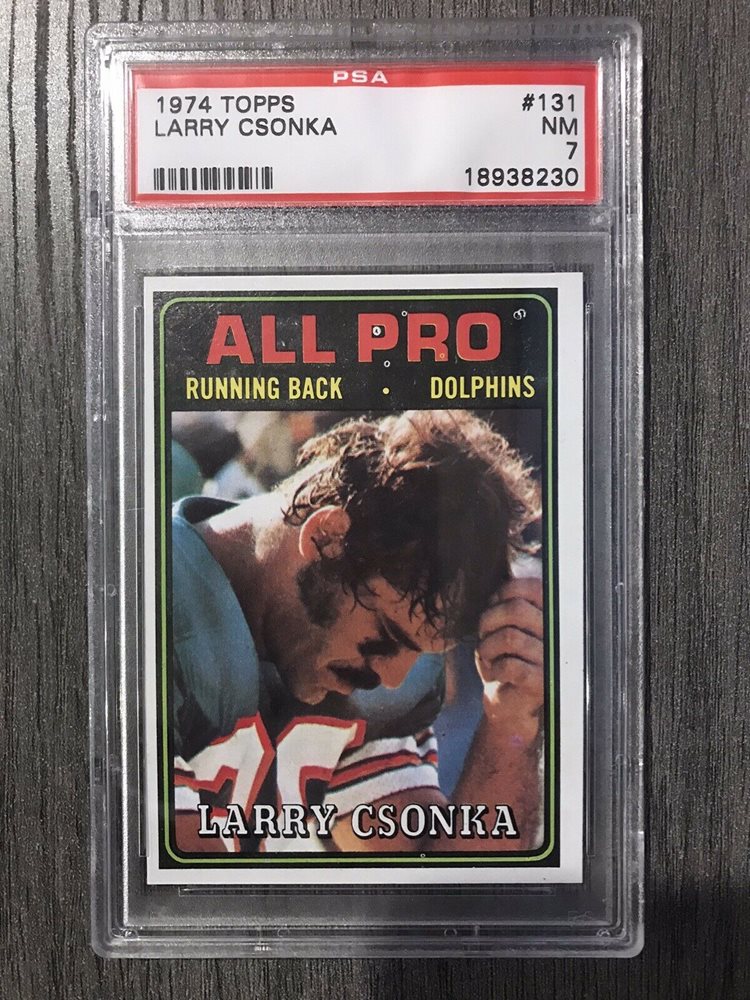 PSA
1974 TOPPS #131
LARRY CSONKA NM
7
18938230
ALL PRO
RUNNING BACK • DOLPHINS
LARRY CSONKA